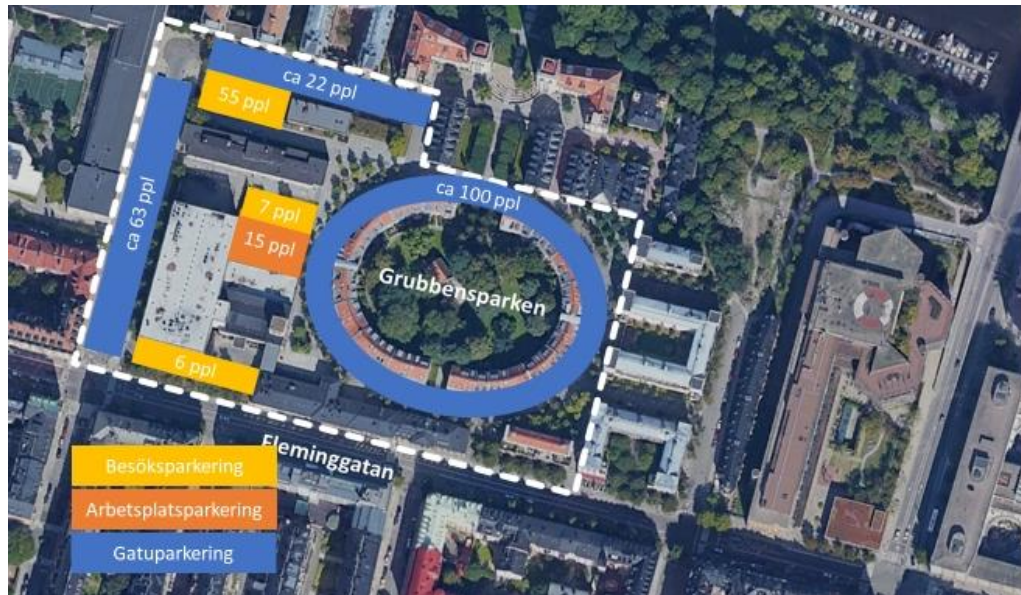 ca 22 ppl
55 ppl
ca 63 ppl
ca 100 ppl
7 ppl
15 ppl
Grubbensparken
6 ppl
Fleminggatan
Besöksparkering
Arbetsplatsparkering
Gatuparkering